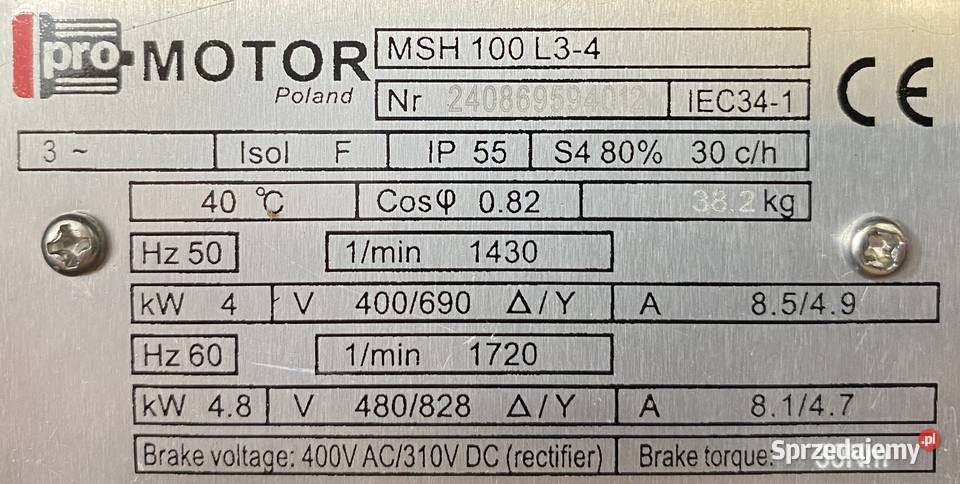 pro-MOTOR
Poland
MSH 100 L3-4
Nr 240869594012 IEC34-1
CE
3 ~ Isol F IP 55 S4 80% 30 c/h
40 °C Cosφ 0.82 38.2 kg
Hz 50 1/min 1430
kW 4 V 400/690 Δ/Y A 8.5/4.9
Hz 60 1/min 1720
kW 4.8 V 480/828 Δ/Y A 8.1/4.7
Brake voltage: 400V AC/310V DC (rectifier) Brake torque:
Sprzedajemy.pl